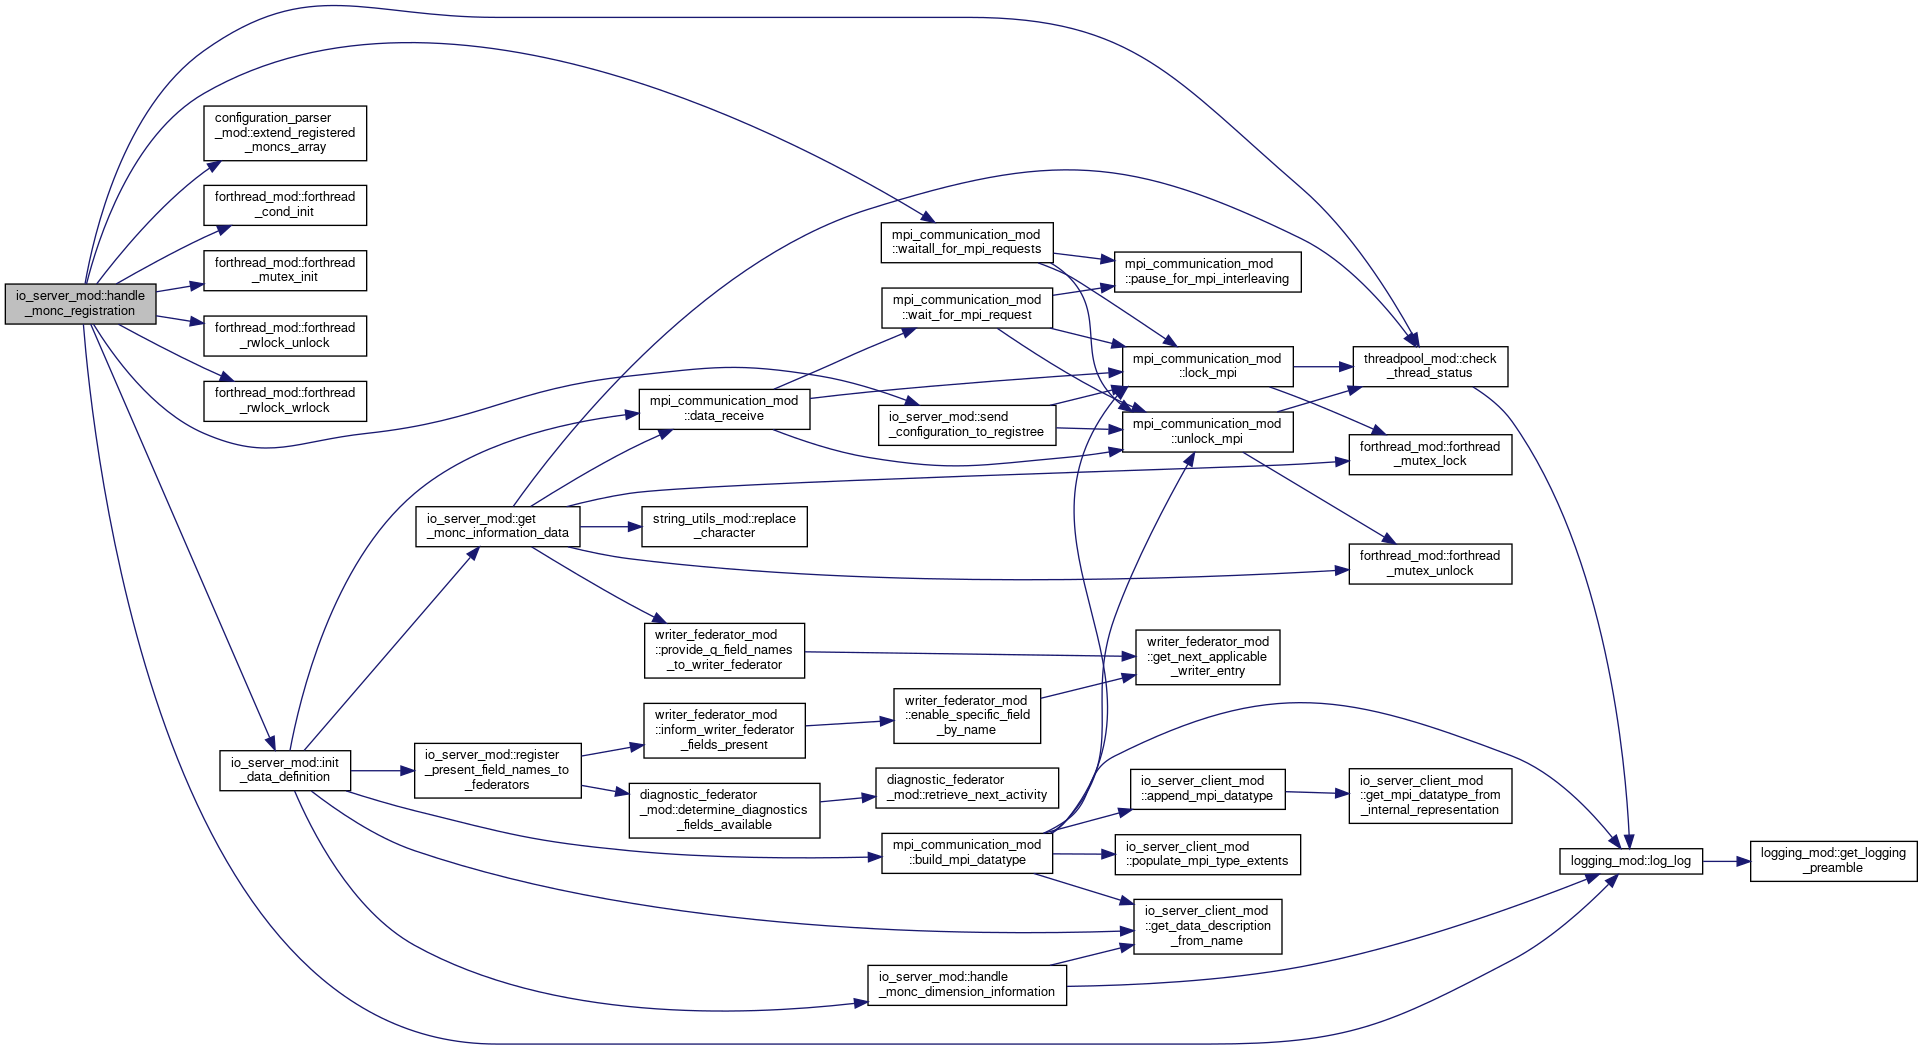 io_server_mod::handle
_monc_registration
configuration_parser
_mod::extend_registered
_moncs_array
forthread_mod::forthread
_cond_init
forthread_mod::forthread
_mutex_init
forthread_mod::forthread
_rwlock_unlock
forthread_mod::forthread
_rwlock_wrlock
io_server_mod::init
_data_definition
io_server_mod::get
_monc_information_data
io_server_mod::register
_present_field_names_to
_federators
mpi_communication_mod
::data_receive
string_utils_mod::replace
_character
writer_federator_mod
::provide_q_field_names
_to_writer_federator
writer_federator_mod
::inform_writer_federator
_fields_present
diagnostic_federator
_mod::determine_diagnostics
_fields_available
mpi_communication_mod
::waitall_for_mpi_requests
mpi_communication_mod
::wait_for_mpi_request
io_server_mod::send
_configuration_to_registree
writer_federator_mod
::enable_specific_field
_by_name
diagnostic_federator
_mod::retrieve_next_activity
mpi_communication_mod
::build_mpi_datatype
io_server_mod::handle
_monc_dimension_information
mpi_communication_mod
::pause_for_mpi_interleaving
mpi_communication_mod
::lock_mpi
mpi_communication_mod
::unlock_mpi
writer_federator_mod
::get_next_applicable
_writer_entry
io_server_client_mod
::append_mpi_datatype
io_server_client_mod
::populate_mpi_type_extents
io_server_client_mod
::get_data_description
_from_name
threadpool_mod::check
_thread_status
forthread_mod::forthread
_mutex_lock
forthread_mod::forthread
_mutex_unlock
io_server_client_mod
::get_mpi_datatype_from
_internal_representation
logging_mod::log_log
logging_mod::get_logging
_preamble